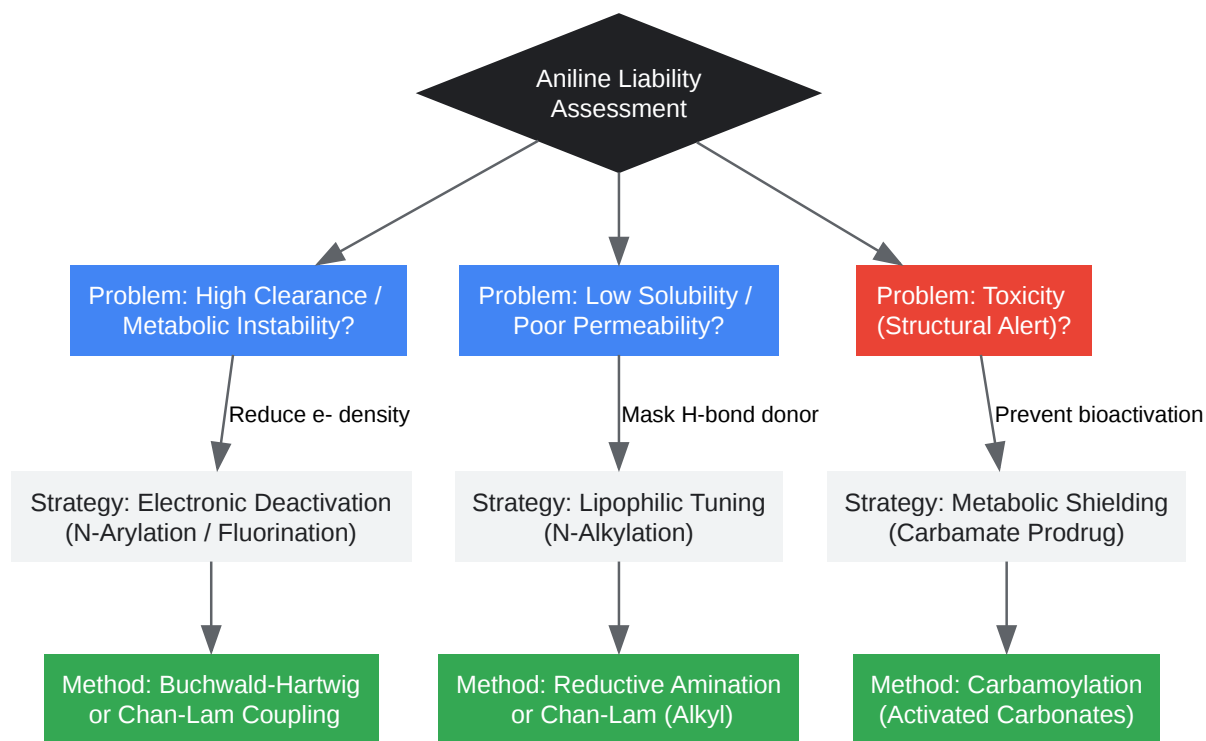 Aniline Liability
Assessment
Problem: High Clearance /
Metabolic Instability?
Problem: Low Solubility /
Poor Permeability?
Problem: Toxicity
(Structural Alert)?
Reduce e- density
Mask H-bond donor
Prevent bioactivation
Strategy: Electronic Deactivation
(N-Arylation / Fluorination)
Strategy: Lipophilic Tuning
(N-Alkylation)
Strategy: Metabolic Shielding
(Carbamate Prodrug)
Method: Buchwald-Hartwig
or Chan-Lam Coupling
Method: Reductive Amination
or Chan-Lam (Alkyl)
Method: Carbamoylation
(Activated Carbonates)